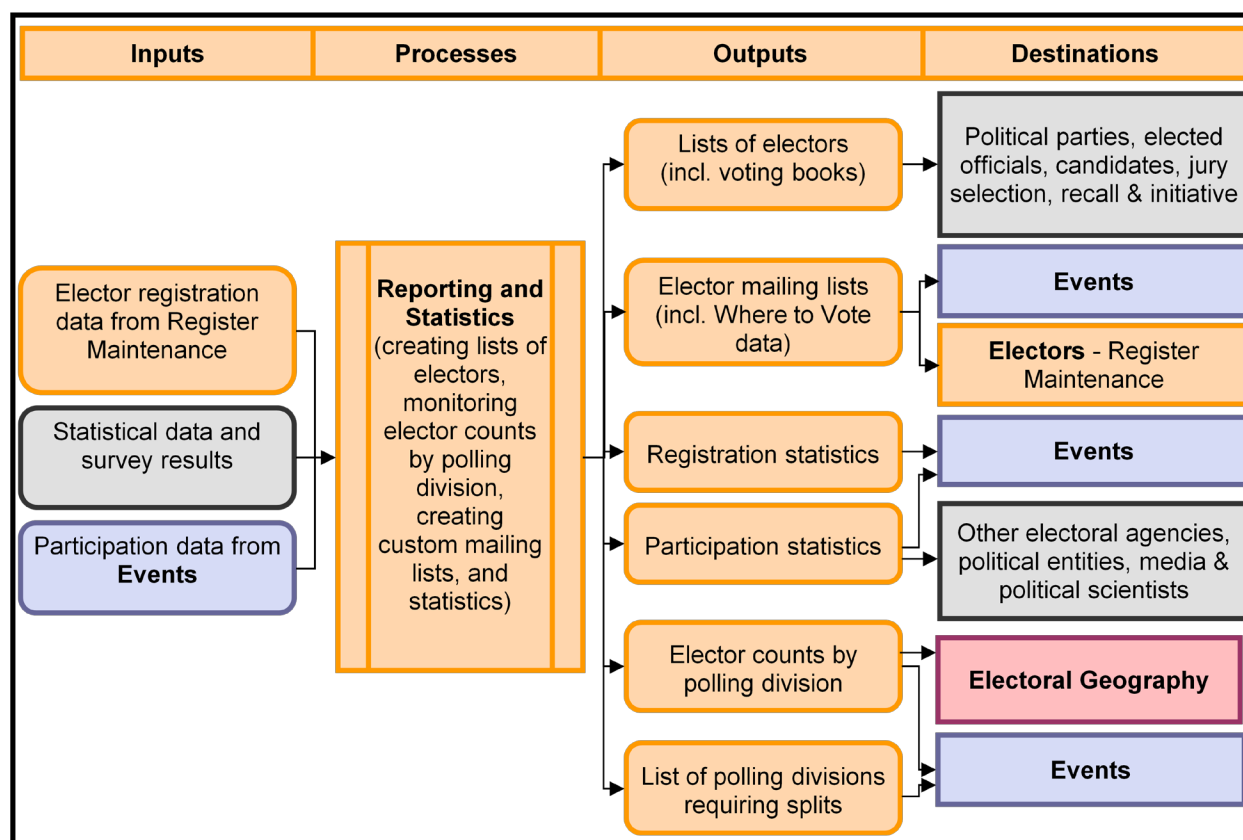 Inputs
Processes
Outputs
Destinations
Elector registration
data from Register
Maintenance
Statistical data and
survey results
Participation data from
Events
Reporting and
Statistics
(creating lists of
electors,
monitoring
elector counts
by polling
division,
creating
custom mailing
lists, and
statistics)
Lists of electors
(incl. voting books)
Elector mailing lists
(incl. Where to Vote
data)
Registration statistics
Participation statistics
Elector counts by
polling division
List of polling divisions
requiring splits
Political parties, elected
officials, candidates, jury
selection, recall & initiative
Events
Electors - Register
Maintenance
Events
Other electoral agencies,
political entities, media &
political scientists
Electoral Geography
Events